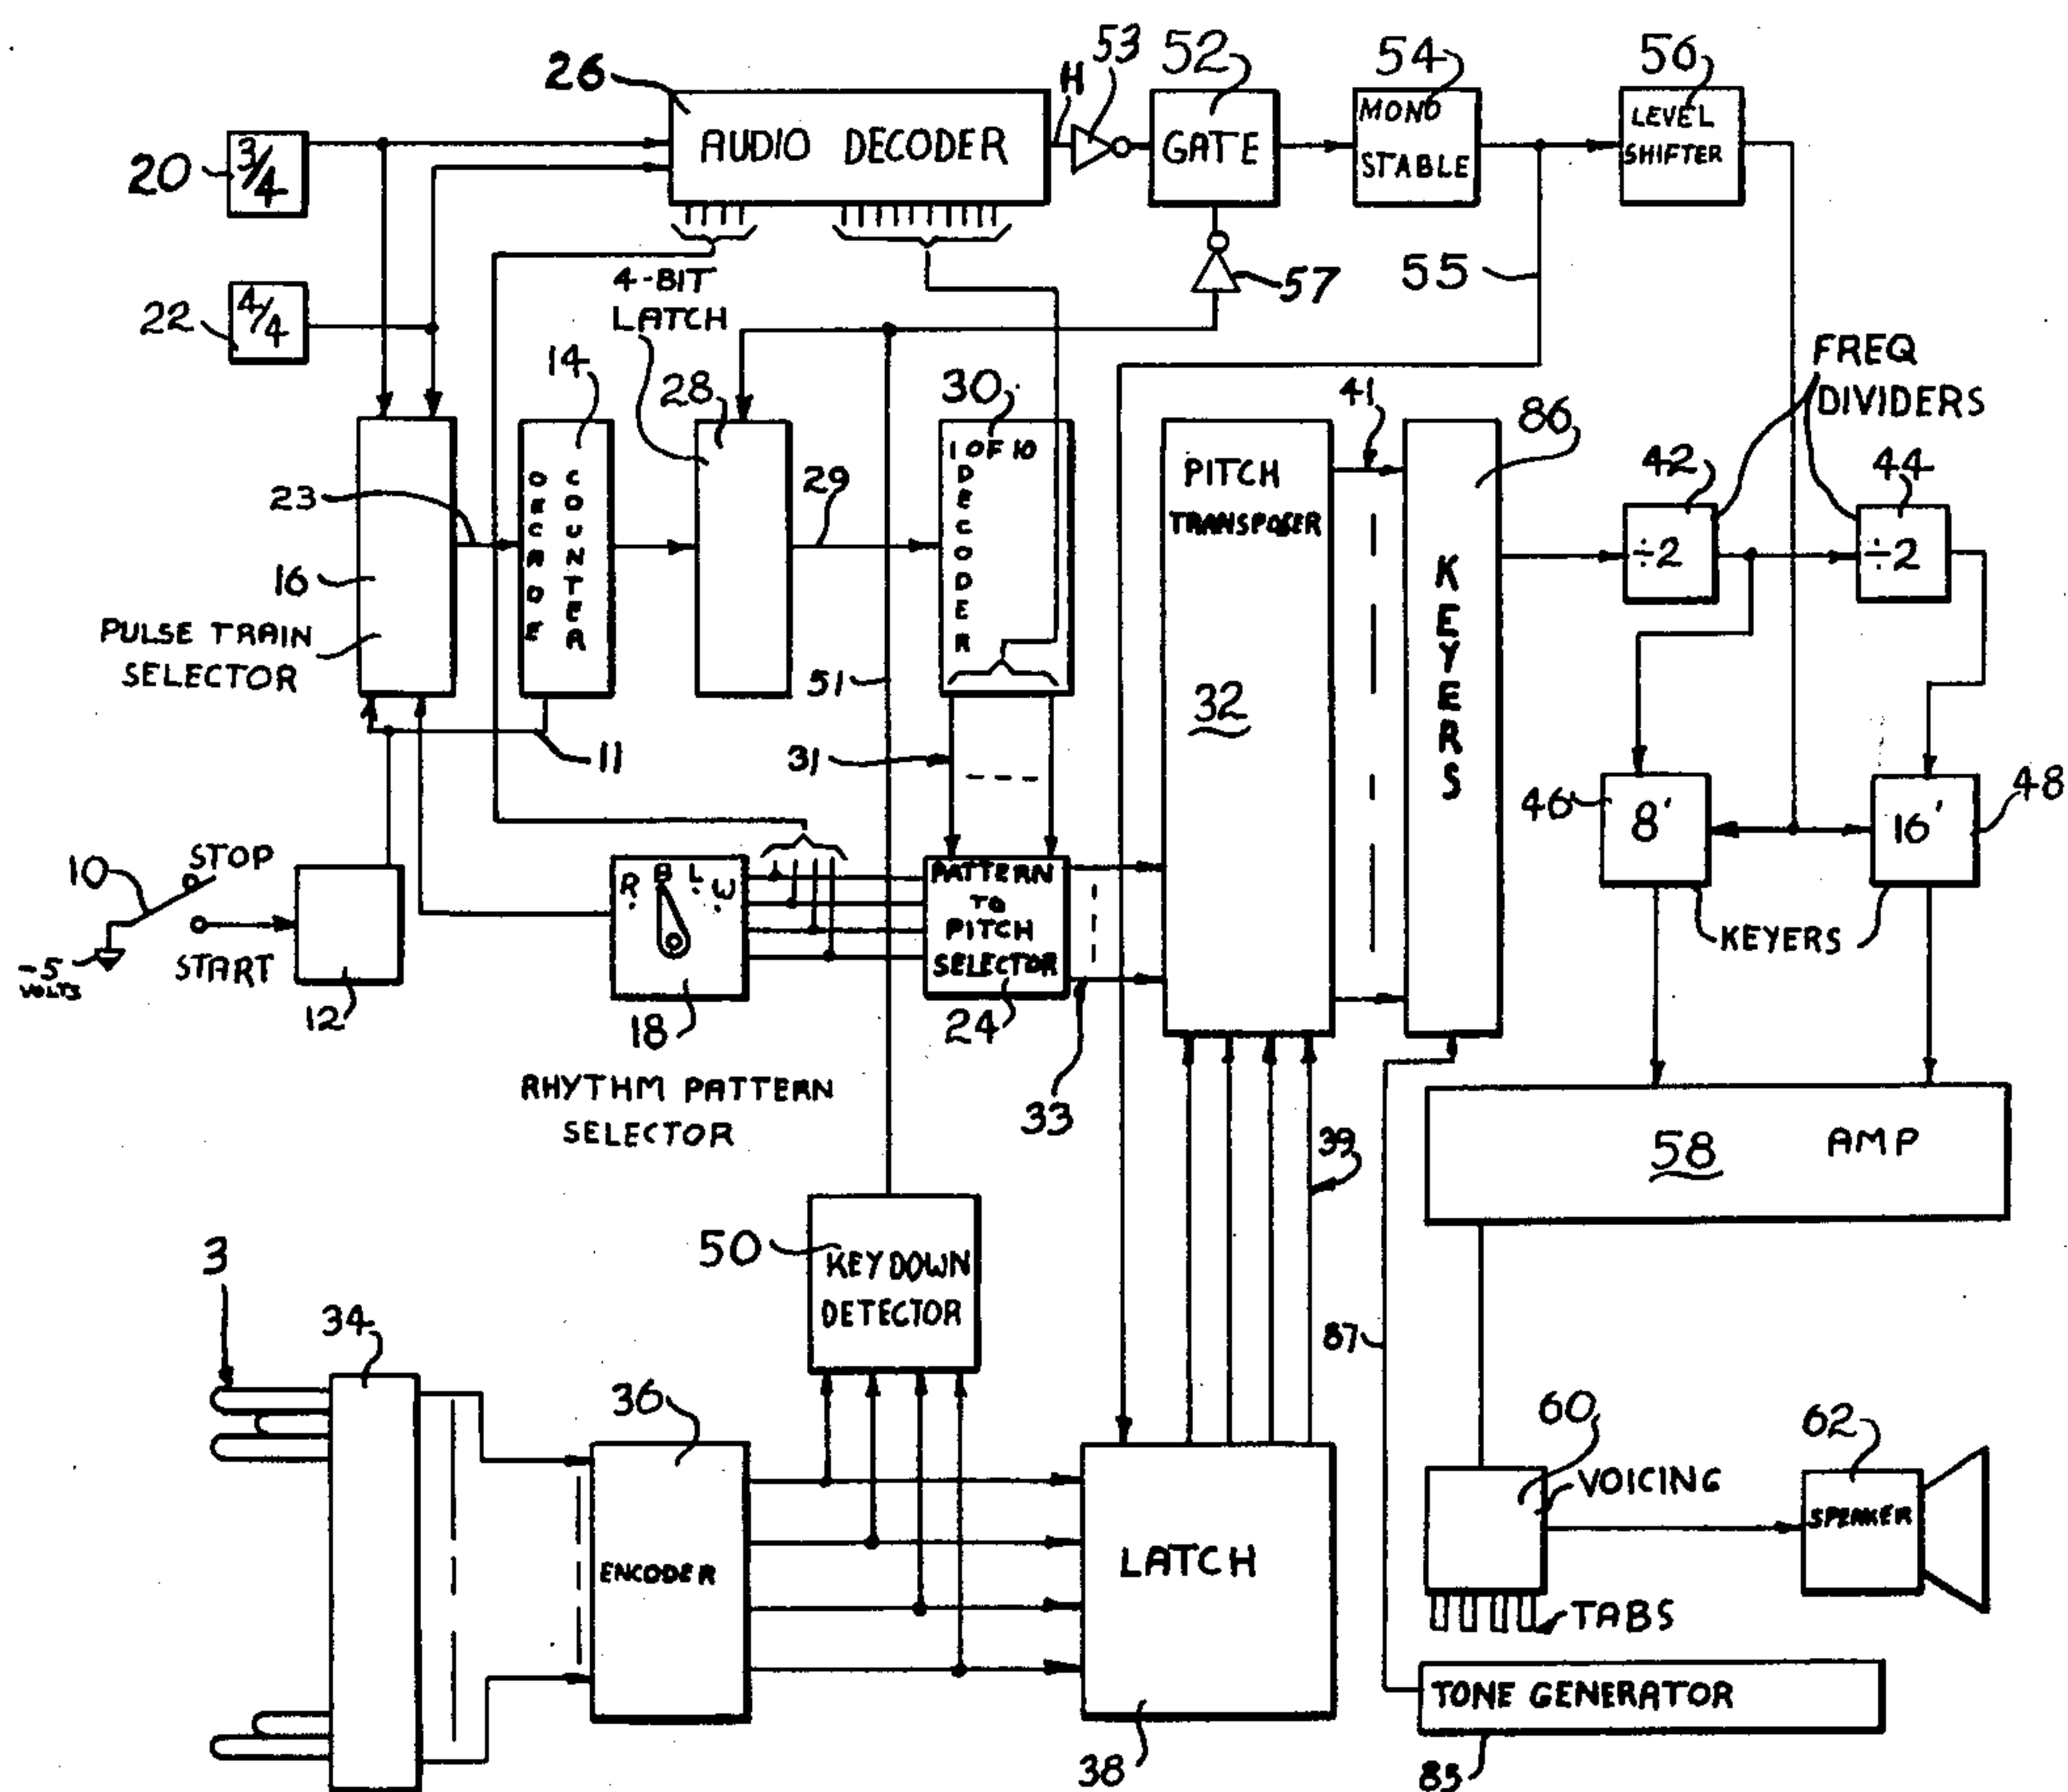 26
H
53
52
54
56
20
3/4
AUDIO DECODER
GATE
MONO
STABLE
LEVEL
SHIFTER
22
4/4
4-BIT
LATCH
57
55
FREQ
DIVIDERS
14
28
30
41
86
42
44
23
DECADE
COUNTER
29
1 OF 10
DECODER
PITCH
TRANSPOSER
32
KEYERS
÷2
÷2
16
PULSE TRAIN
SELECTOR
51
11
31
46
8'
16'
48
10
STOP
START
-5
VOLTS
12
R B L W
18
RHYTHM PATTERN
SELECTOR
PATTERN
TO
PITCH
SELECTOR
24
33
39
KEYERS
58 AMP
50
KEYDOWN
DETECTOR
3
34
36
ENCODER
LATCH
38
87
60
VOICING
TABS
62
SPEAKER
TONE GENERATOR
85